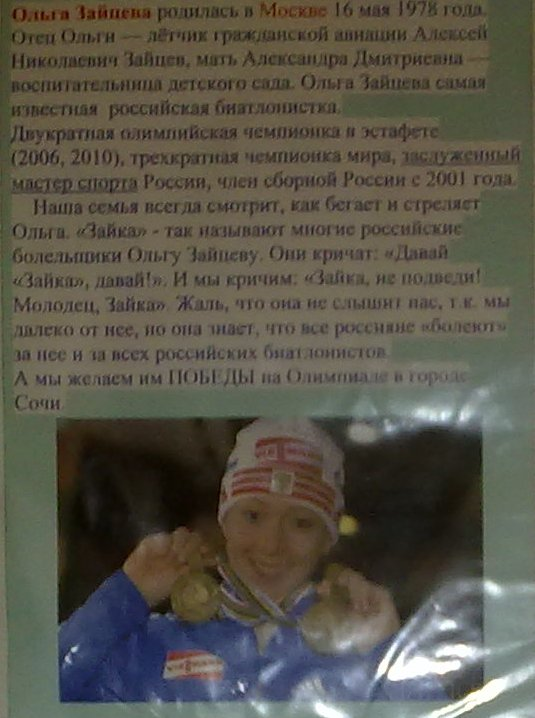 Ольга Зайцева родилась в Москве 16 мая 1978 года.
Отец Ольги — лётчик гражданской авиации Алексей
Николаевич Зайцев, мать Александра Дмитриевна —
воспитательница детского сада. Ольга Зайцева самая
известная российская биатлонистка.
Двукратная олимпийская чемпионка в эстафете
(2006, 2010), трехкратная чемпионка мира, заслуженный
мастер спорта России, член сборной России с 2001 года.
Наша семья всегда смотрит, как бегает и стреляет
Ольга. «Зайка» - так называют многие российские
болельщики Ольгу Зайцеву. Они кричат: «Давай
«Зайка», давай!». И мы кричим: «Зайка, не подведи!
Молодец, Зайка». Жаль, что она не слышит нас, т.к. мы
далеко от нее, но она знает, что все россияне «болеют»
за нее и за всех российских биатлонистов.
А мы желаем им ПОБЕДЫ на Олимпиаде в городе
Сочи.
VIESSMANN
VIESSMANN